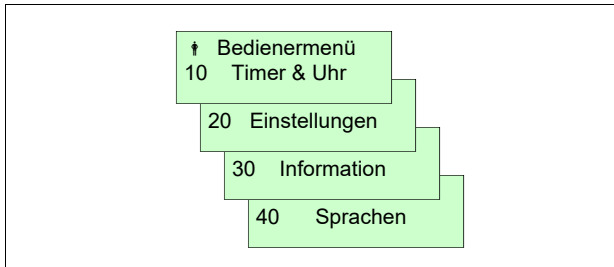 Bedienermenü
10 Timer & Uhr
20 Einstellungen
30 Information
40 Sprachen